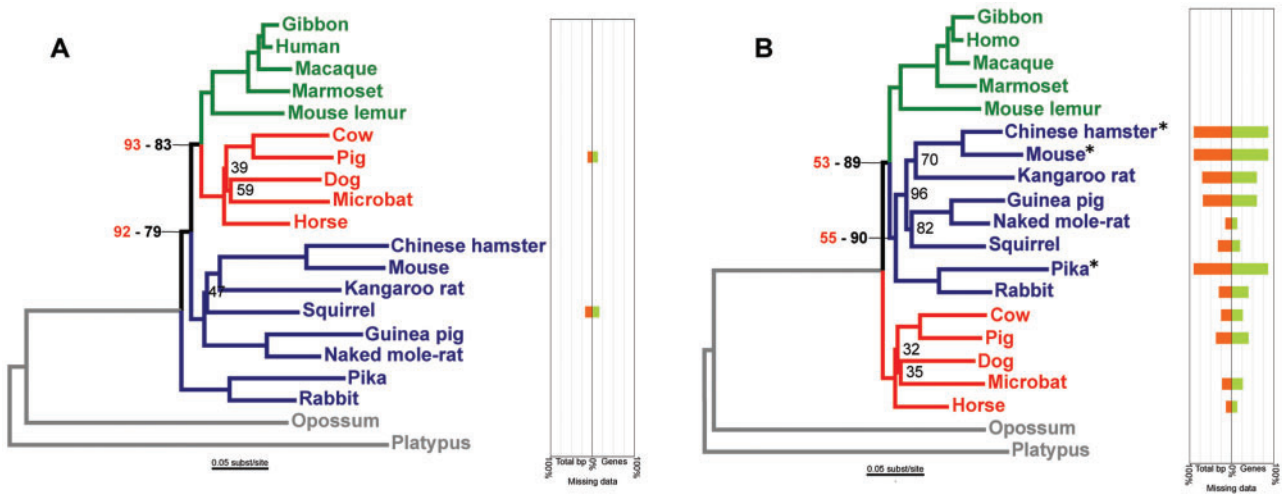 A
Gibbon
Human
Macaque
Marmoset
Mouse lemur
Cow
93 - 83
Pig
39
Dog
59
Microbat
Horse
92 - 79
Chinese hamster
Mouse
Kangaroo rat
47
Squirrel
Guinea pig
Naked mole-rat
Pika
Rabbit
Opossum
Platypus
0.05 subst/site
Total bp
Genes
100%
0%
100%
Missing data
B
Gibbon
Homo
Macaque
Marmoset
Mouse lemur
Chinese hamster*
70
Mouse*
53 - 89
Kangaroo rat
96
Guinea pig
82
Naked mole-rat
55 - 90
Squirrel
Pika*
Rabbit
Cow
Pig
32
Dog
35
Microbat
Horse
Opossum
Platypus
0.05 subst/site
Total bp
Genes
100%
0%
100%
Missing data